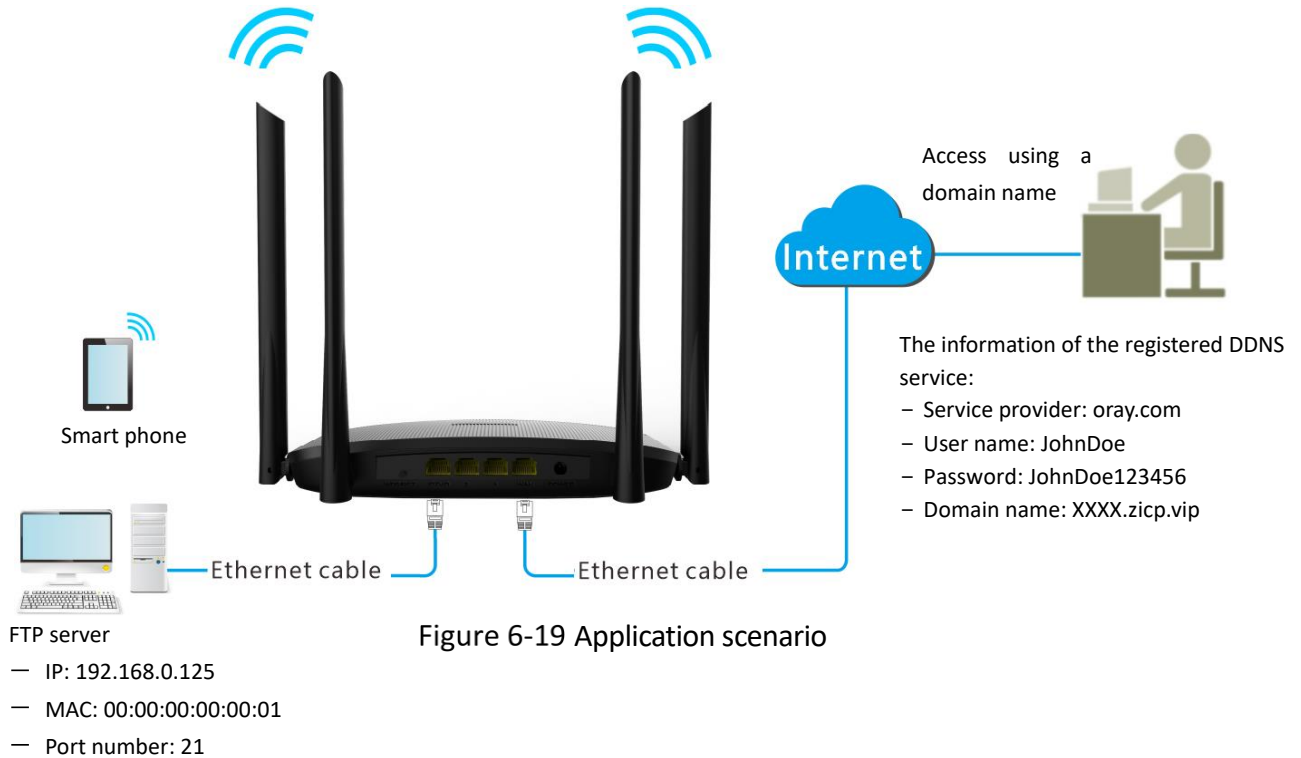 Access using a
domain name
Internet
The information of the registered DDNS
service:
– Service provider: oray.com
– User name: JohnDoe
– Password: JohnDoe123456
– Domain name: XXXX.zicp.vip
Smart phone
Ethernet cable
Ethernet cable
FTP server
— IP: 192.168.0.125
— MAC: 00:00:00:00:00:01
— Port number: 21
Figure 6-19 Application scenario